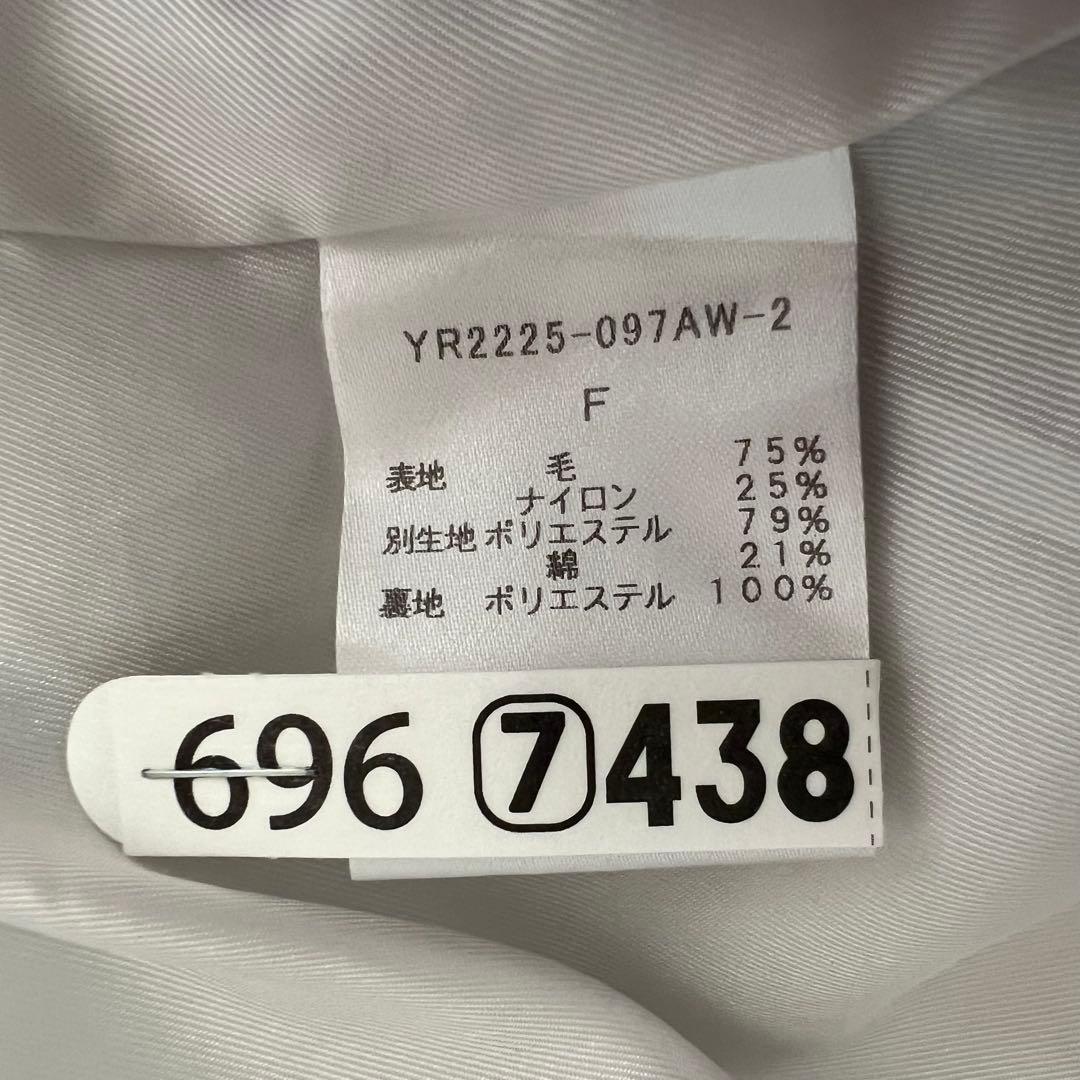 YR2225-097AW-2
F
表地 毛 75%
ナイロン 25%
別生地 ポリエステル 79%
綿 21%
裏地 ポリエステル 100%
696 7 438